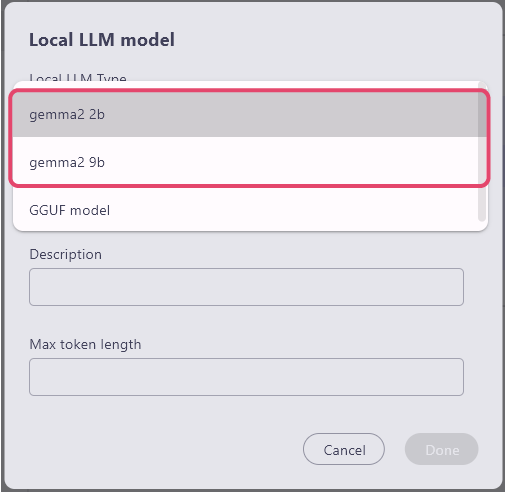 Local LLM model
Local LLM Type
gemma2 2b
gemma2 9b
GGUF model
Description
Max token length
Cancel
Done